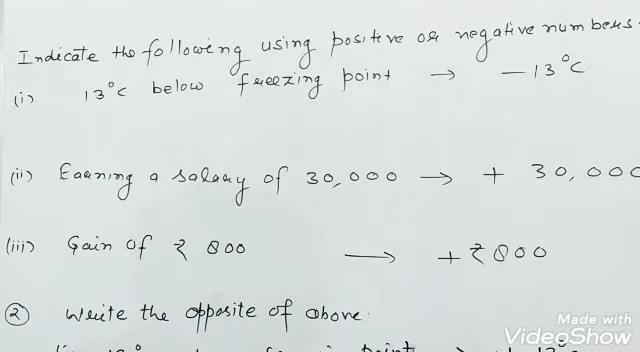 Indicate the following using positive or negative numbers.
(i) 13°C below freezing point → – 13°C
(ii) Earning a salary of 30,000 → + 30,000
(iii) Gain of ₹ 800 → + ₹ 800
② Write the opposite of above.
point
Made with
VideoShow